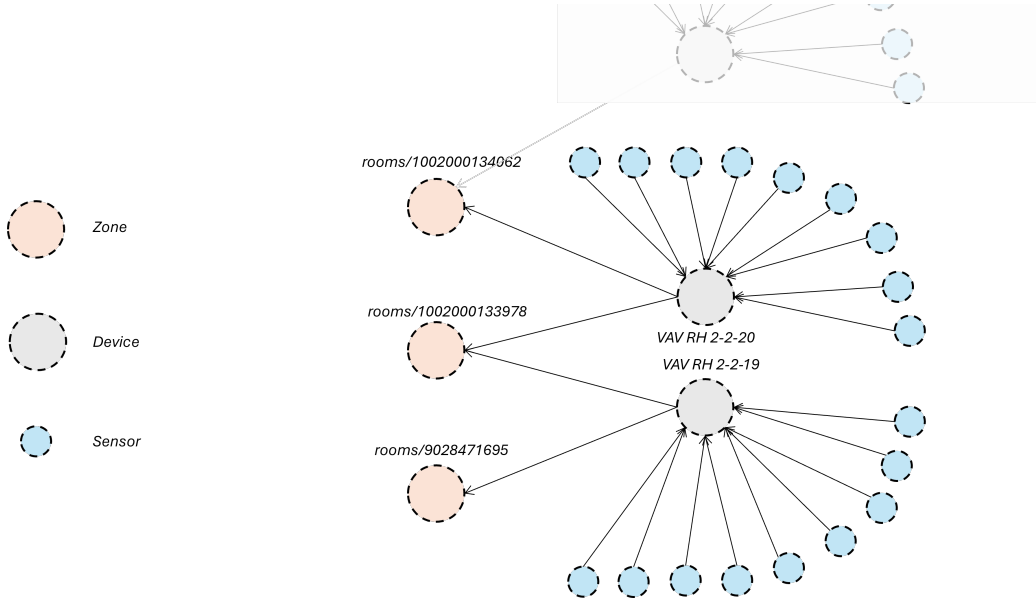 rooms/1002000134062
Zone
rooms/1002000133978
Device
VAV RH 2-2-20
VAV RH 2-2-19
Sensor
rooms/9028471695